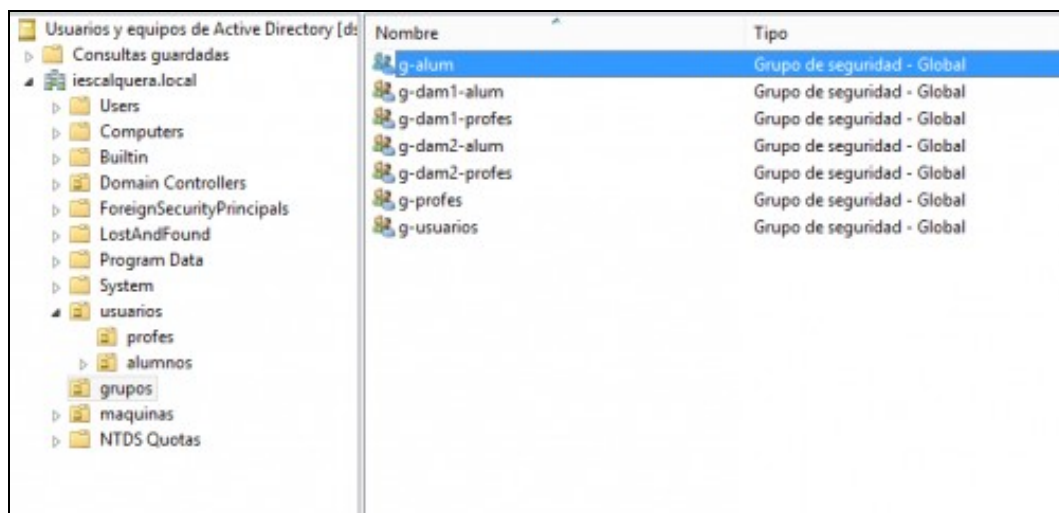 Usuarios y equipos de Active Directory [ds
Consultas guardadas
iescalquera.local
Users
Computers
Builtin
Domain Controllers
ForeignSecurityPrincipals
LostAndFound
Program Data
System
usuarios
profes
alumnos
grupos
maquinas
NTDS Quotas
Nombre Tipo
g-alum Grupo de seguridad - Global
g-dam1-alum Grupo de seguridad - Global
g-dam1-profes Grupo de seguridad - Global
g-dam2-alum Grupo de seguridad - Global
g-dam2-profes Grupo de seguridad - Global
g-profes Grupo de seguridad - Global
g-usuarios Grupo de seguridad - Global